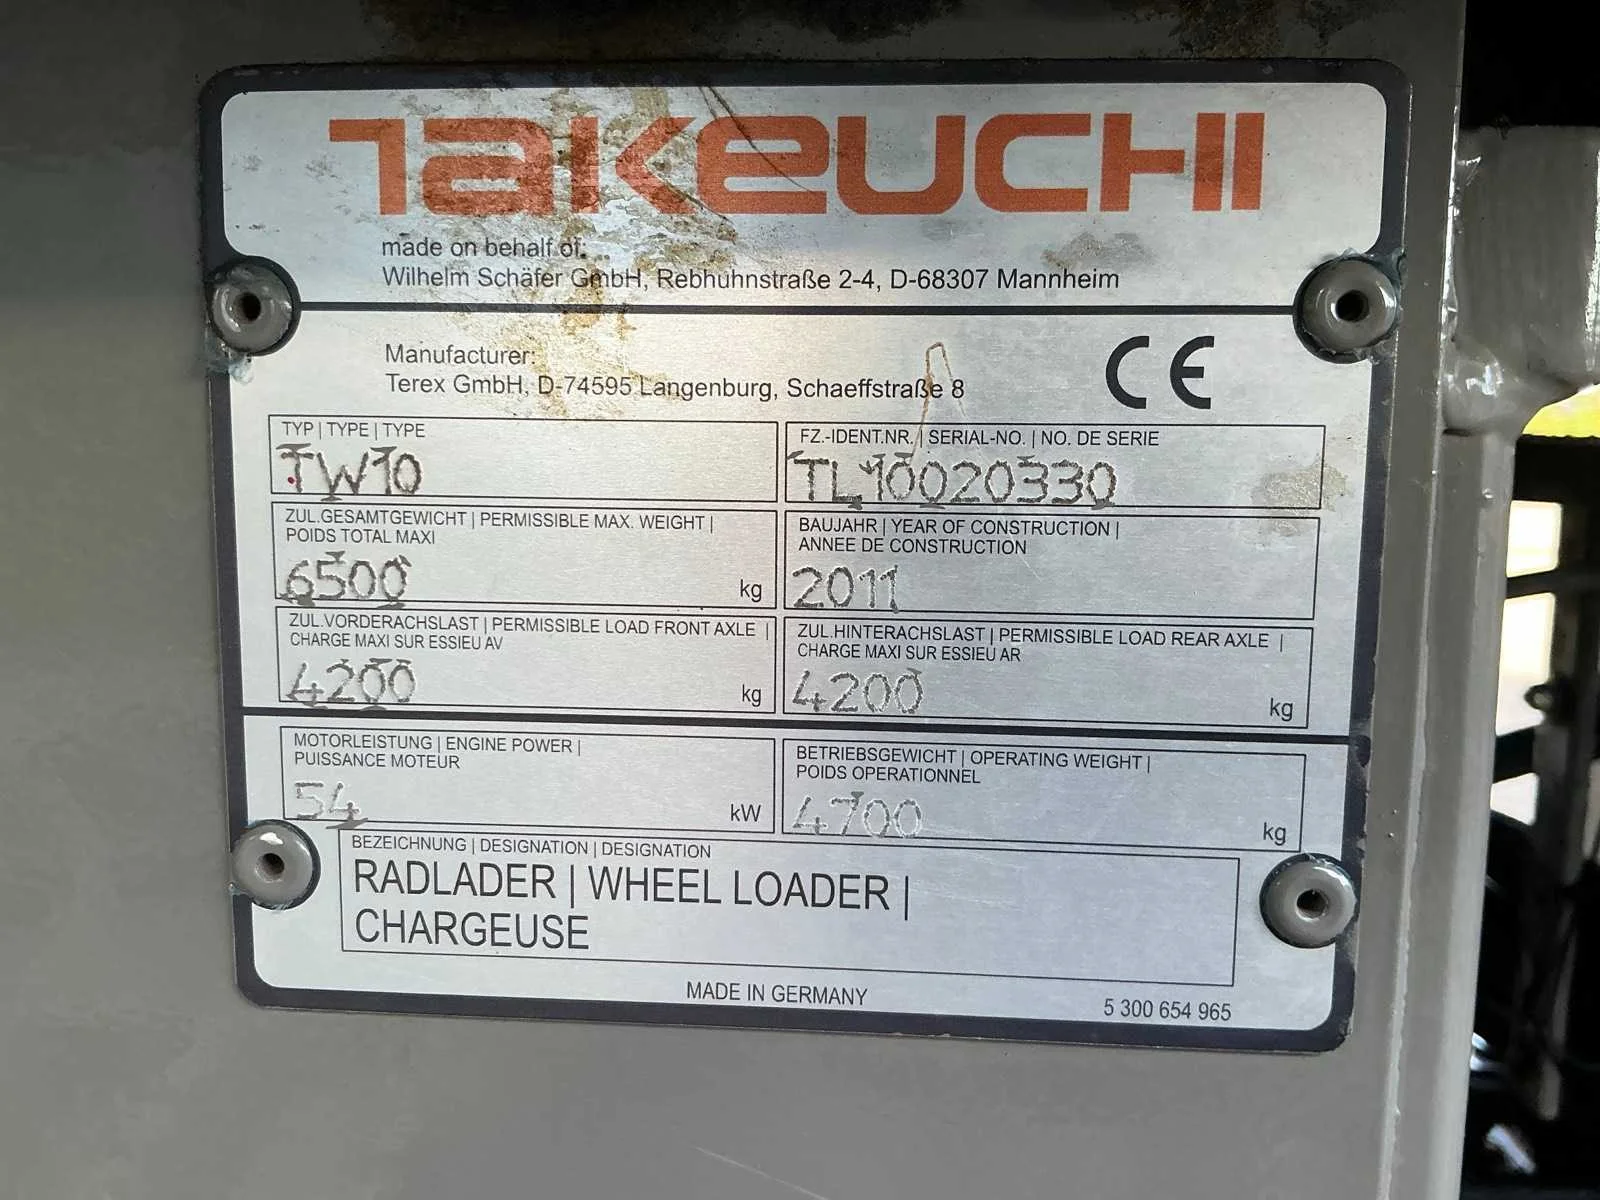 TAKEUCHI
made on behalf of:
Wilhelm Schäfer GmbH, Rebhuhnstraße 2-4, D-68307 Mannheim
Manufacturer:
Terex GmbH, D-74595 Langenburg, Schaeffstraße 8
CE
TYP | TYPE | TYPE
TW10
FZ.-IDENT.NR. | SERIAL-NO. | NO. DE SERIE
TL10020330
ZUL.GESAMTGEWICHT | PERMISSIBLE MAX. WEIGHT |
POIDS TOTAL MAXI
6500 kg
BAUJAHR | YEAR OF CONSTRUCTION |
ANNEE DE CONSTRUCTION
2011
ZUL.VORDERACHSLAST | PERMISSIBLE LOAD FRONT AXLE |
CHARGE MAXI SUR ESSIEU AV
4200 kg
ZUL.HINTERACHSLAST | PERMISSIBLE LOAD REAR AXLE |
CHARGE MAXI SUR ESSIEU AR
4200 kg
MOTORLEISTUNG | ENGINE POWER |
PUISSANCE MOTEUR
54 kW
BETRIEBSGEWICHT | OPERATING WEIGHT |
POIDS OPERATIONNEL
4700 kg
BEZEICHNUNG | DESIGNATION | DESIGNATION
RADLADER | WHEEL LOADER |
CHARGEUSE
MADE IN GERMANY
5 300 654 965